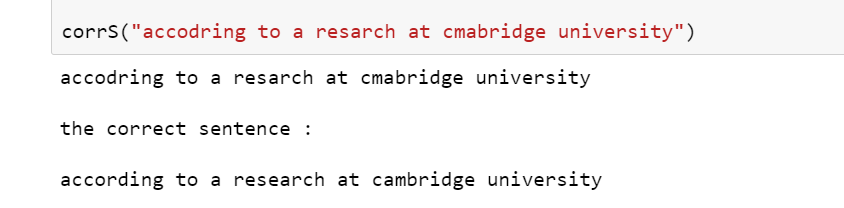 corrS("accodring to a resarch at cmabridge university")
accodring to a resarch at cmabridge university
the correct sentence :
according to a research at cambridge university